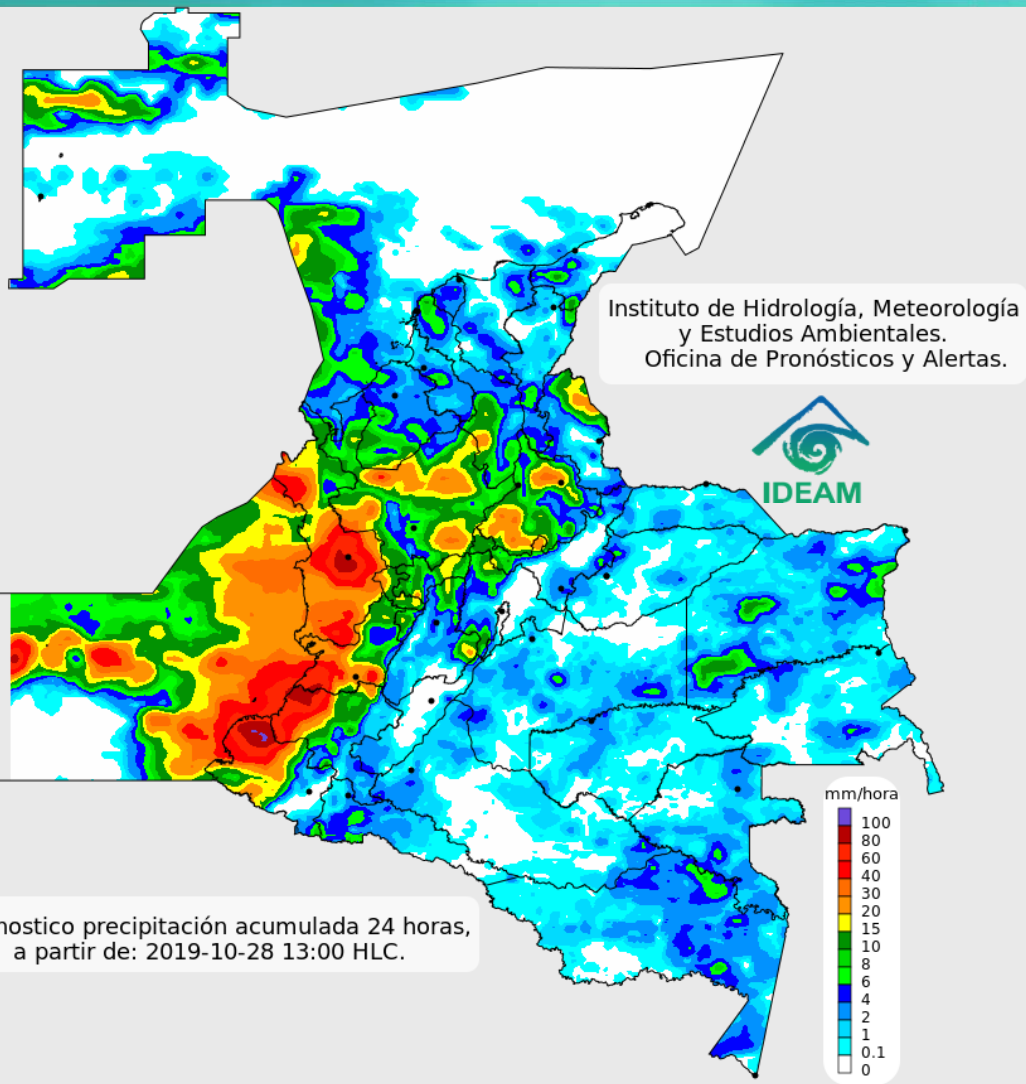 Instituto de Hidrología, Meteorología
y Estudios Ambientales.
Oficina de Pronósticos y Alertas.
IDEAM
mm/hora
100
80
60
40
30
20
15
10
8
6
4
2
1
0.1
0
nostico precipitación acumulada 24 horas,
a partir de: 2019-10-28 13:00 HLC.